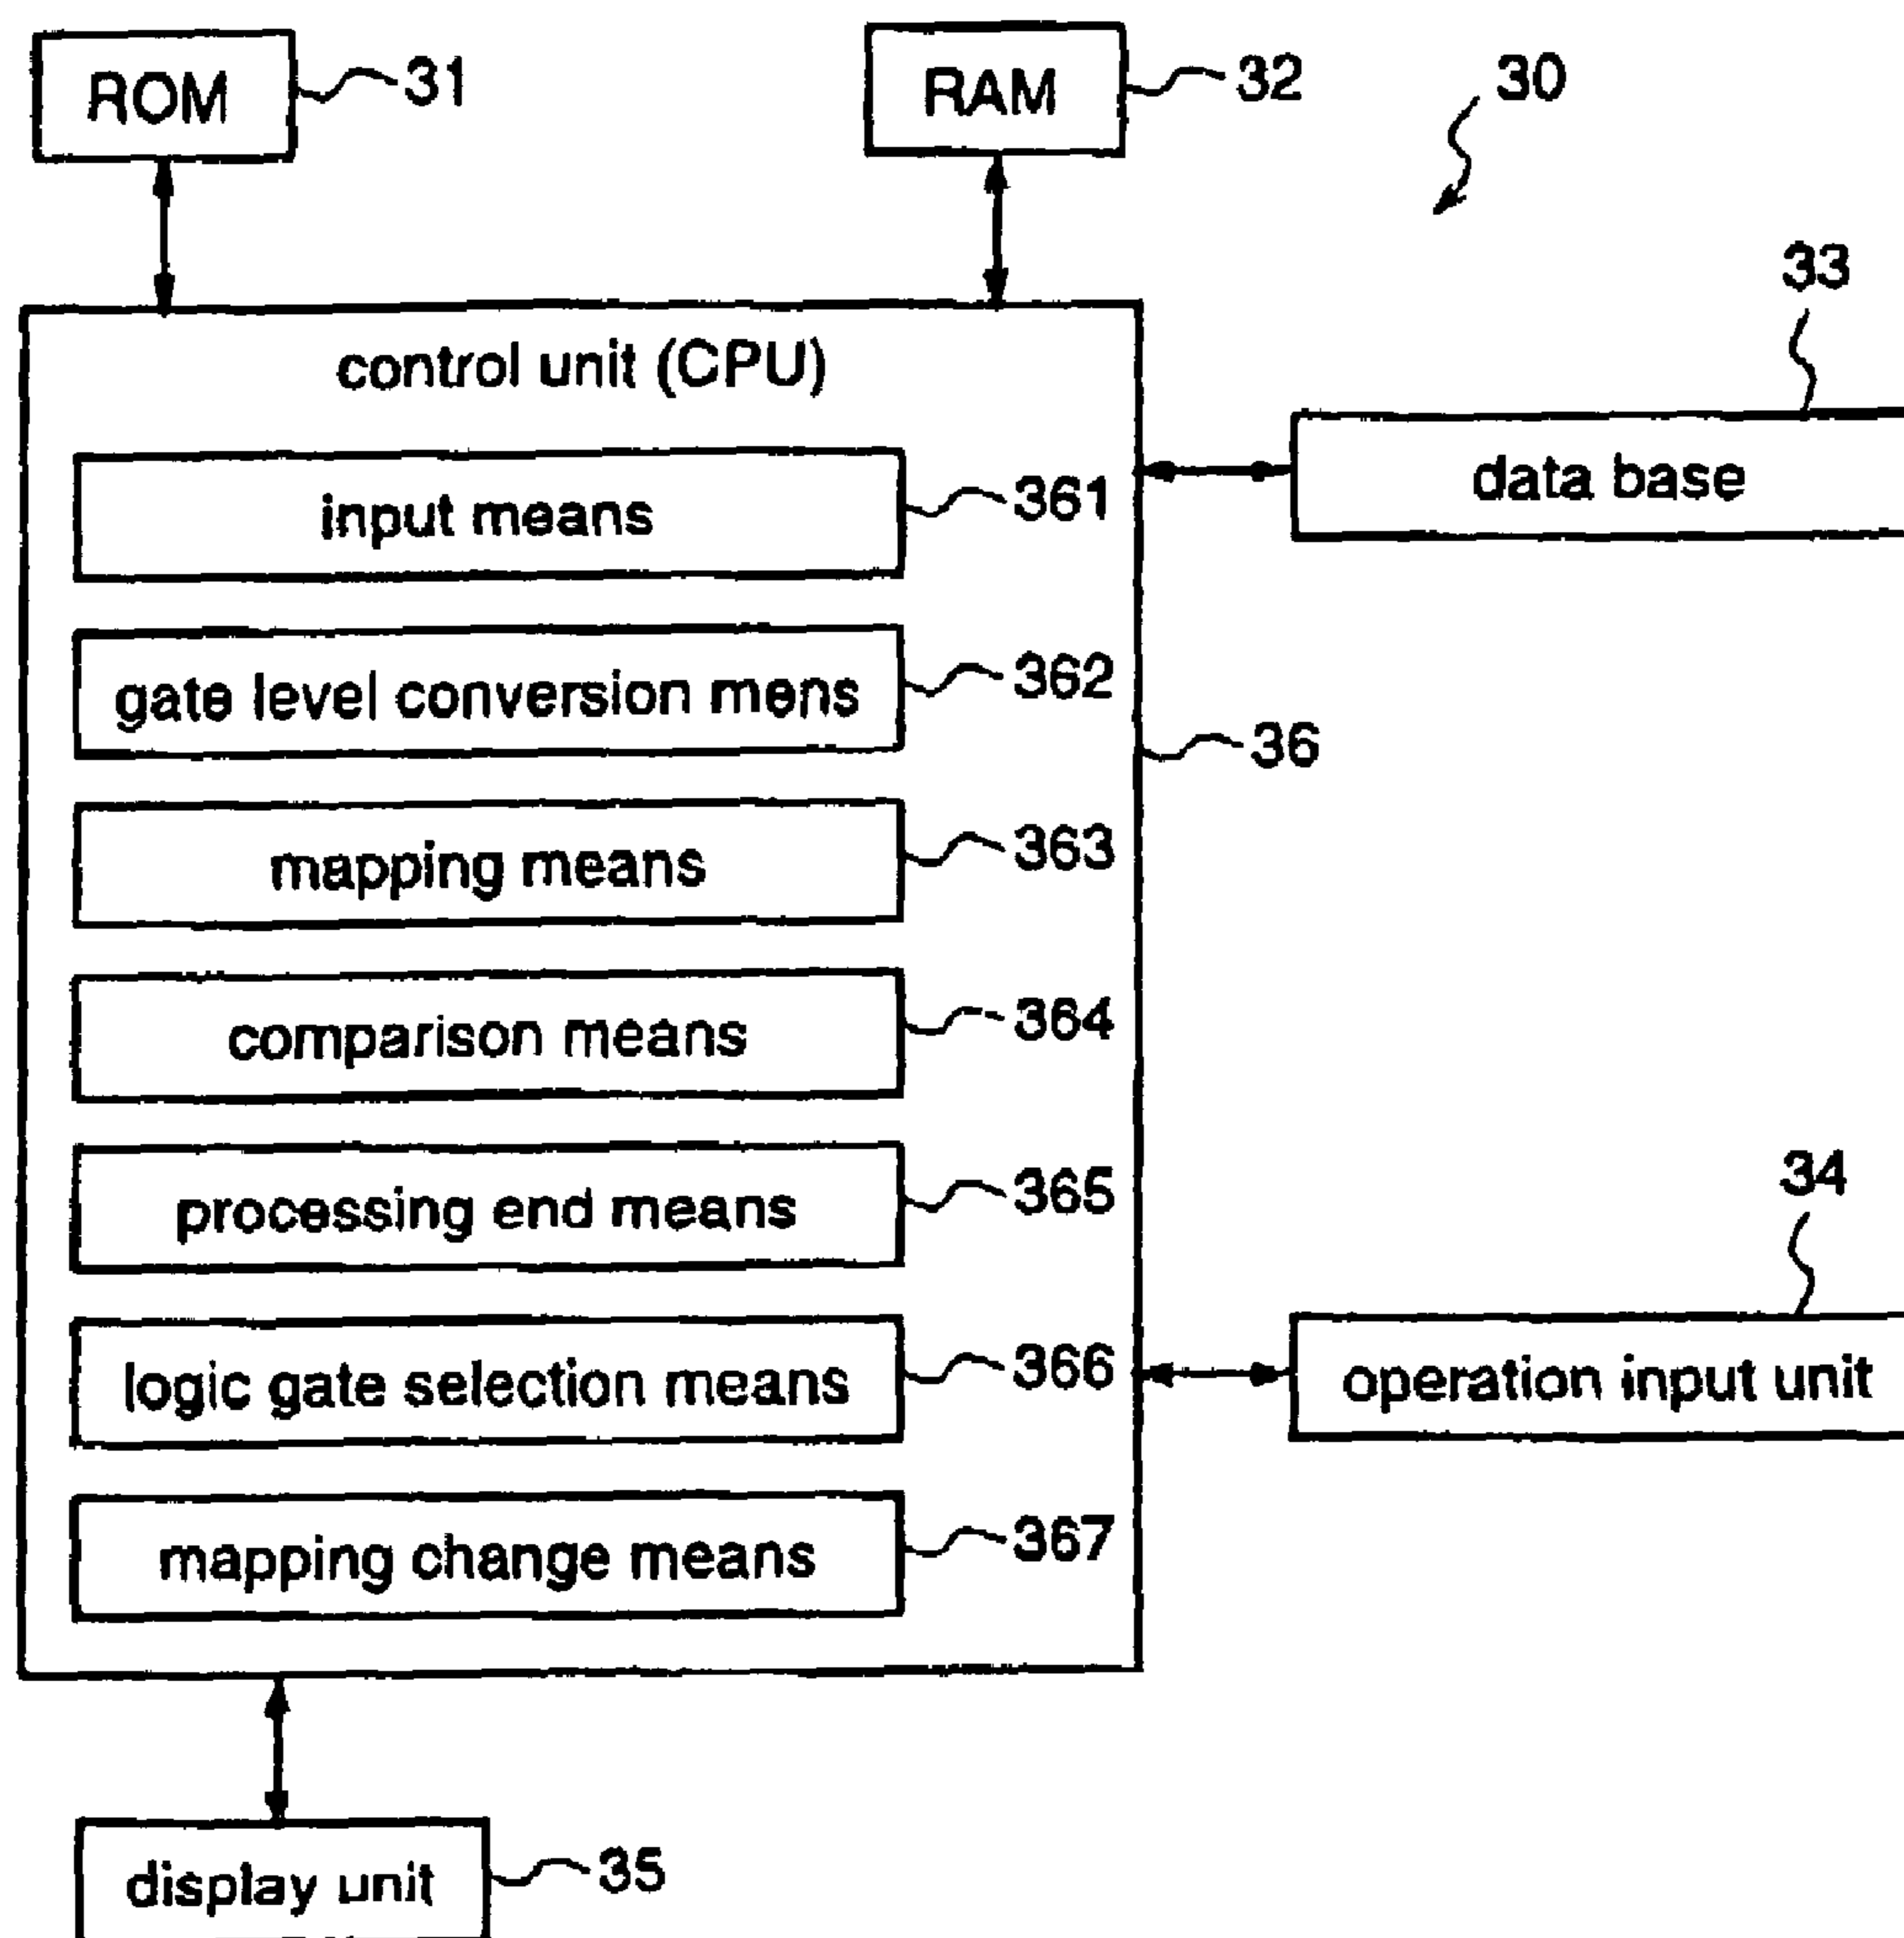 ROM 31
RAM 32
30
control unit (CPU)
33
data base
input means 361
gate level conversion mens 362
36
mapping means 363
comparison means 364
processing end means 365
34
operation input unit
logic gate selection means 366
mapping change means 367
display unit 35